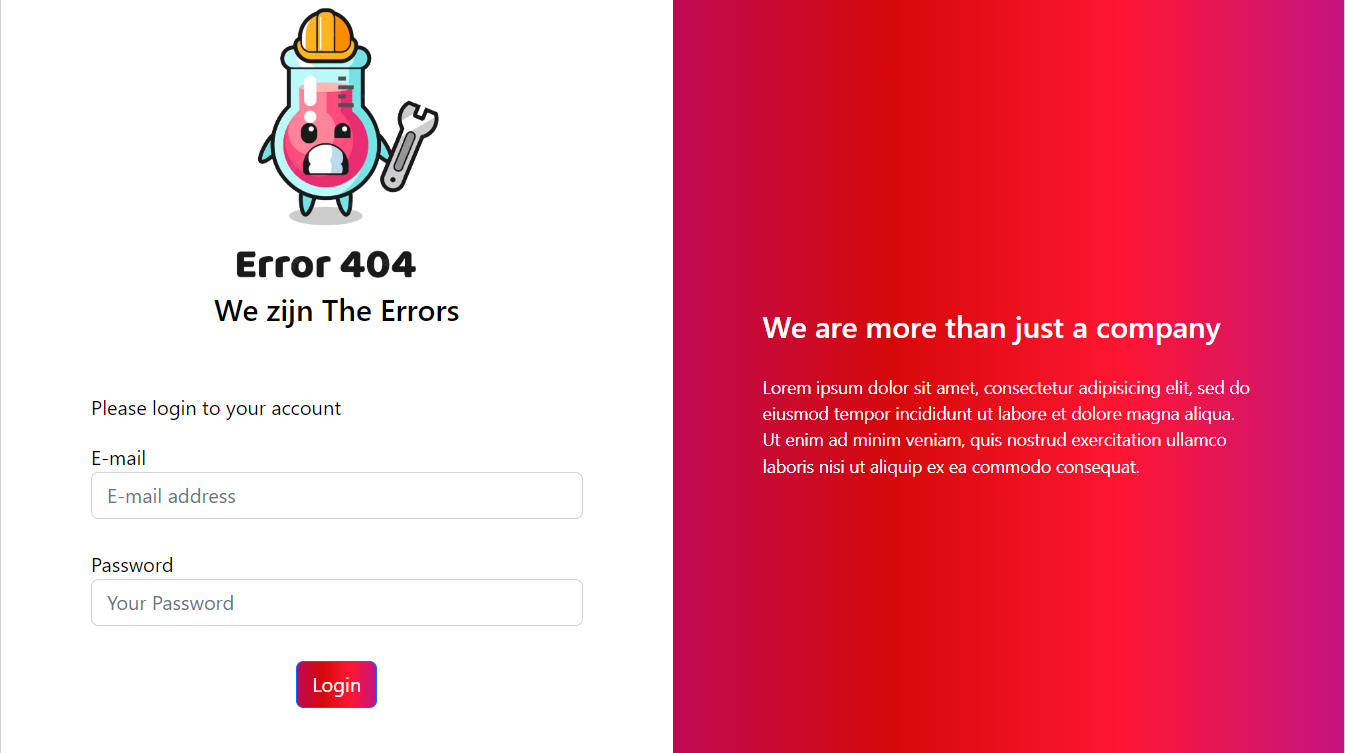 Error 404
We zijn The Errors
Please login to your account
E-mail
E-mail address
Password
Your Password
Login
We are more than just a company
Lorem ipsum dolor sit amet, consectetur adipisicing elit, sed do
eiusmod tempor incididunt ut labore et dolore magna aliqua.
Ut enim ad minim veniam, quis nostrud exercitation ullamco
laboris nisi ut aliquip ex ea commodo consequat.